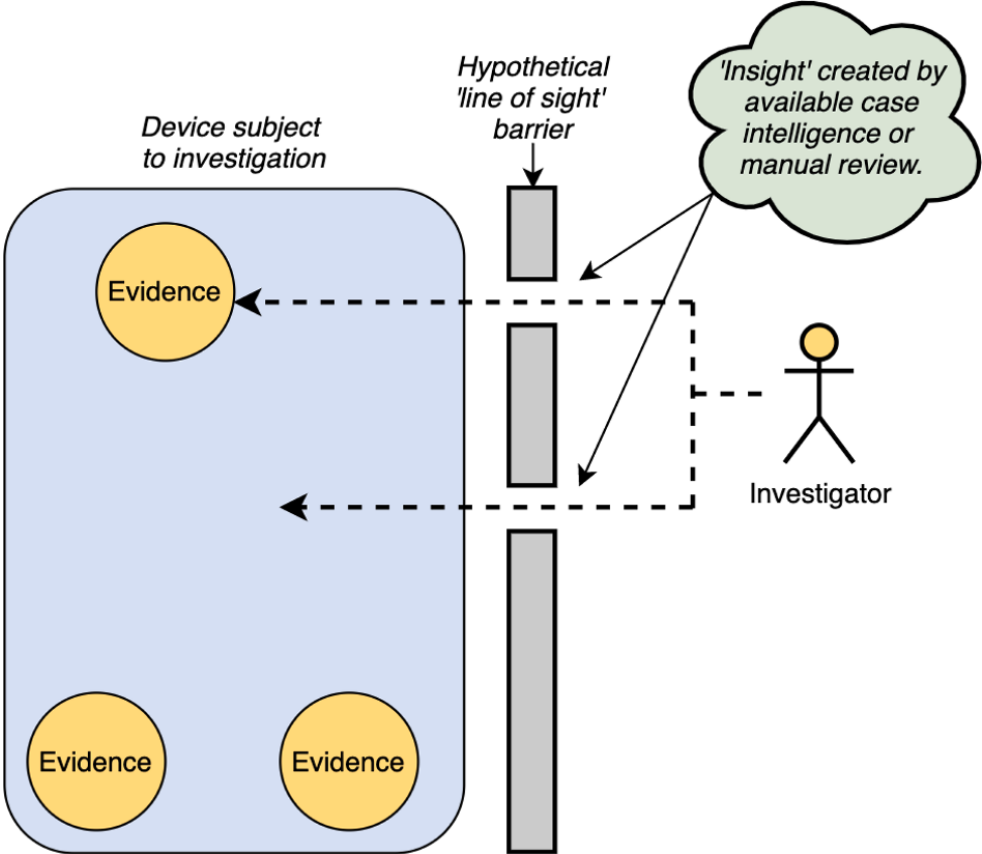 Hypothetical
'line of sight'
barrier
'Insight' created by
available case
intelligence or
manual review.
Device subject
to investigation
Evidence
Investigator
Evidence
Evidence